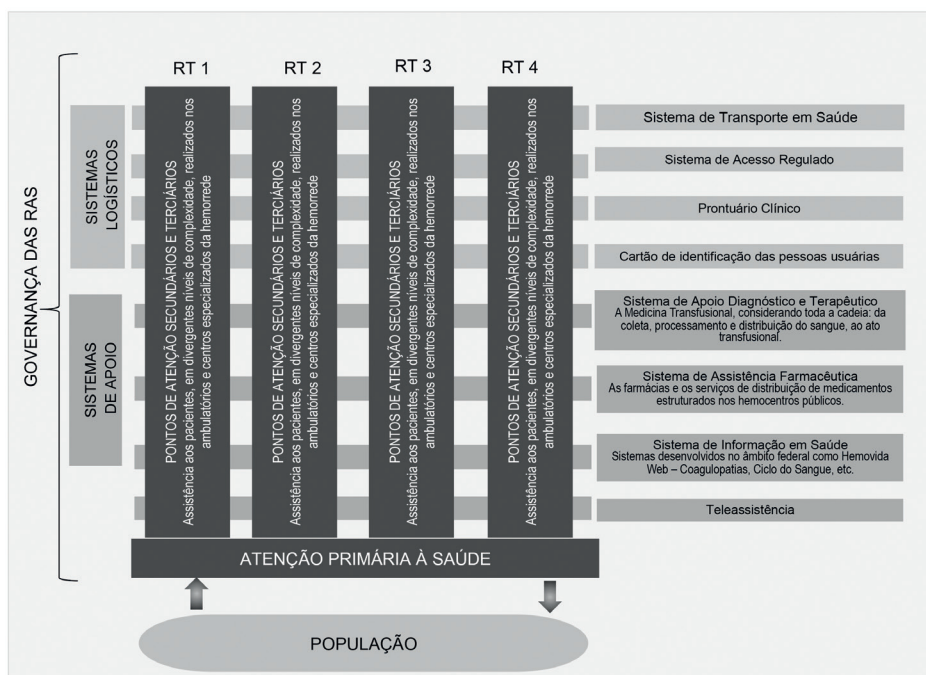 RT 1
RT 2
RT 3
RT 4
GOVERNANÇA DAS RAS
SISTEMAS
LOGÍSTICOS
SISTEMAS
DE APOIO
PONTOS DE ATENÇÃO SECUNDÁRIOS E TERCIÁRIOS
Assistência aos pacientes, em divergentes níveis de complexidade, realizados nos
ambulatórios e centros especializados da hemorrede
PONTOS DE ATENÇÃO SECUNDÁRIOS E TERCIÁRIOS
Assistência aos pacientes, em divergentes níveis de complexidade, realizados nos
ambulatórios e centros especializados da hemorrede
PONTOS DE ATENÇÃO SECUNDÁRIOS E TERCIÁRIOS
Assistência aos pacientes, em divergentes níveis de complexidade, realizados nos
ambulatórios e centros especializados da hemorrede
PONTOS DE ATENÇÃO SECUNDÁRIOS E TERCIÁRIOS
Assistência aos pacientes, em divergentes níveis de complexidade, realizados nos
ambulatórios e centros especializados da hemorrede
Sistema de Transporte em Saúde
Sistema de Acesso Regulado
Prontuário Clínico
Cartão de identificação das pessoas usuárias
Sistema de Apoio Diagnóstico e Terapêutico
A Medicina Transfusional, considerando toda a cadeia: da
coleta, processamento e distribuição do sangue, ao ato
transfusional.
Sistema de Assistência Farmacêutica
As farmácias e os serviços de distribuição de medicamentos
estruturados nos hemocentros públicos.
Sistema de Informação em Saúde
Sistemas desenvolvidos no âmbito federal como Hemovida
Web – Coagulopatias, Ciclo do Sangue, etc.
Teleassistência
ATENÇÃO PRIMÁRIA À SAÚDE
POPULAÇÃO